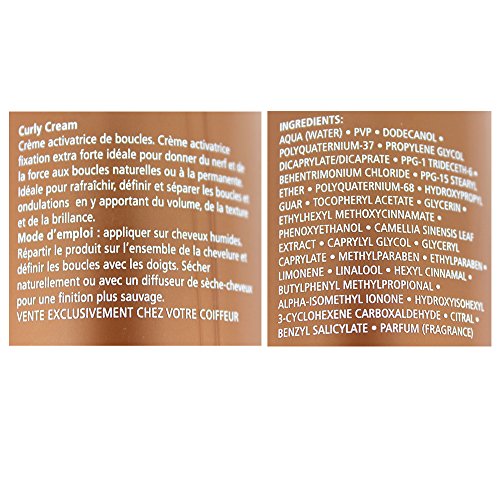 Curly Cream
Crème activatrice de boucles. Crème activatrice
fixation extra forte idéale pour donner du nerf et de
la force aux boucles naturelles ou à la permanente.
Idéale pour rafraîchir, définir et séparer les boucles et
ondulations en y apportant du volume, de la texture
et de la brillance.
Mode d'emploi : appliquer sur cheveux humides.
Répartir le produit sur l'ensemble de la chevelure et
définir les boucles avec les doigts. Sécher
naturellement ou avec un diffuseur de sèche-cheveux
pour une finition plus sauvage.
VENTE EXCLUSIVEMENT CHEZ VOTRE COIFFEUR
INGREDIENTS:
AQUA (WATER) • PVP • DODECANOL •
POLYQUATERNIUM-37 • PROPYLENE GLYCOL
DICAPRYLATE/DICAPRATE • PPG-1 TRIDECETH-6 •
BEHENTRIMONIUM CHLORIDE • PPG-15 STEARYL
ETHER • POLYQUATERNIUM-68 • HYDROXYPROPYL
GUAR • TOCOPHERYL ACETATE • GLYCERIN •
ETHYLHEXYL METHOXYCINNAMATE •
PHENOXYETHANOL • CAMELLIA SINENSIS LEAF
EXTRACT • CAPRYLYL GLYCOL • GLYCERYL
CAPRYLATE • METHYLPARABEN • ETHYLPARABEN •
LIMONENE • LINALOOL • HEXYL CINNAMAL •
BUTYLPHENYL METHYLPROPIONAL •
ALPHA-ISOMETHYL IONONE • HYDROXYISOHEXYL
3-CYCLOHEXENE CARBOXALDEHYDE • CITRAL •
BENZYL SALICYLATE • PARFUM (FRAGRANCE)